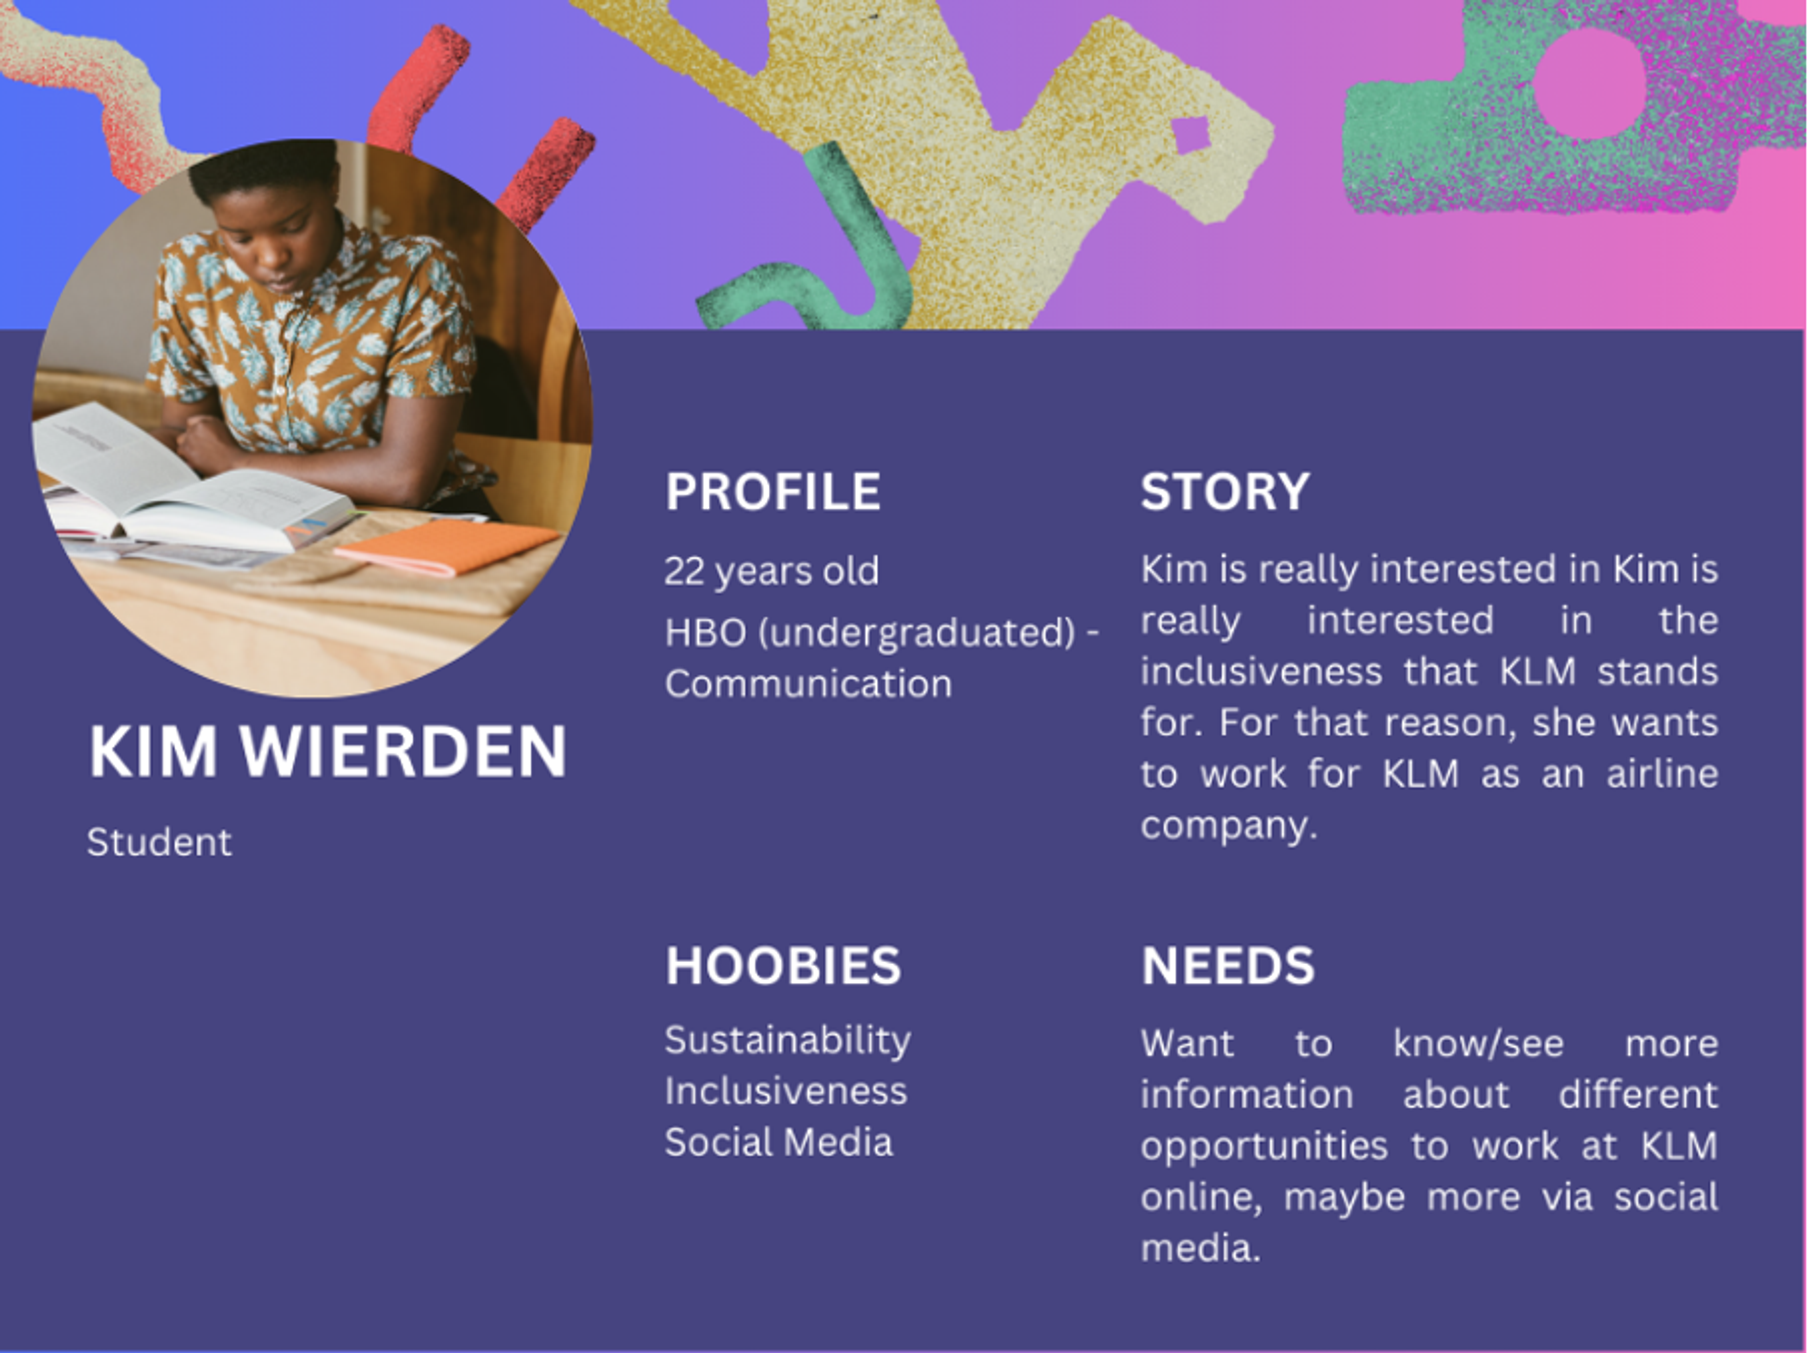 KIM WIERDEN
Student
PROFILE
22 years old
HBO (undergraduated) -
Communication
STORY
Kim is really interested in Kim is
really interested in the
inclusiveness that KLM stands
for. For that reason, she wants
to work for KLM as an airline
company.
HOOBIES
Sustainability
Inclusiveness
Social Media
NEEDS
Want to know/see more
information about different
opportunities to work at KLM
online, maybe more via social
media.